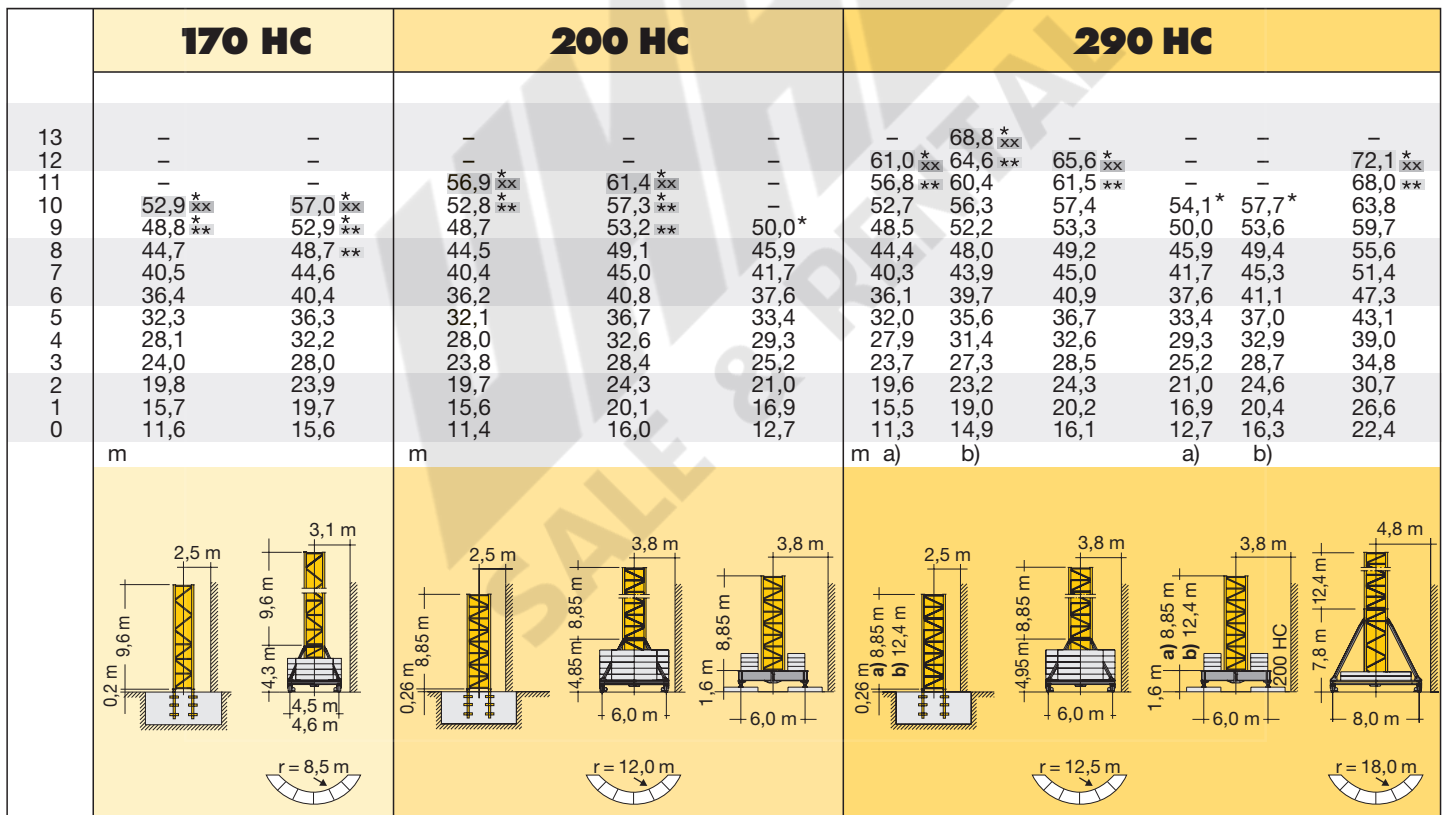 170 HC 200 HC 290 HC
13 – – – – – – 68,8 * xx – – – –
12 – – – – – 61,0 * xx 64,6 ** 65,6 * xx – – 72,1 * xx
11 – – 56,9 * xx 61,4 * xx – 56,8 ** 60,4 61,5 ** – – 68,0 **
10 52,9 * xx 57,0 * xx 52,8 * ** 57,3 * ** – 52,7 56,3 57,4 54,1* 57,7* 63,8
9 48,8 * ** 52,9 * ** 48,7 53,2 ** 50,0* 48,5 52,2 53,3 50,0 53,6 59,7
8 44,7 48,7 ** 44,5 49,1 45,9 44,4 48,0 49,2 45,9 49,4 55,6
7 40,5 44,6 40,4 45,0 41,7 40,3 43,9 45,0 41,7 45,3 51,4
6 36,4 40,4 36,2 40,8 37,6 36,1 39,7 40,9 37,6 41,1 47,3
5 32,3 36,3 32,1 36,7 33,4 32,0 35,6 36,7 33,4 37,0 43,1
4 28,1 32,2 28,0 32,6 29,3 27,9 31,4 32,6 29,3 32,9 39,0
3 24,0 28,0 23,8 28,4 25,2 23,7 27,3 28,5 25,2 28,7 34,8
2 19,8 23,9 19,7 24,3 21,0 19,6 23,2 24,3 21,0 24,6 30,7
1 15,7 19,7 15,6 20,1 16,9 15,5 19,0 20,2 16,9 20,4 26,6
0 11,6 15,6 11,4 16,0 12,7 11,3 14,9 16,1 12,7 16,3 22,4
m m m a) b) a) b)
2,5 m
9,6 m
0,2 m
3,1 m
9,6 m
4,3 m
4,5 m
4,6 m
r = 8,5 m
2,5 m
8,85 m
0,26 m
3,8 m
8,85 m
4,85 m
6,0 m
r = 12,0 m
3,8 m
8,85 m
1,6 m
6,0 m
2,5 m
a) 8,85 m
b) 12,4 m
0,26 m
3,8 m
8,85 m
4,95 m
6,0 m
r = 12,5 m
3,8 m
a) 8,85 m
b) 12,4 m
1,6 m
200 HC
6,0 m
4,8 m
12,4 m
7,8 m
8,0 m
r = 18,0 m
SALE & RENTAL